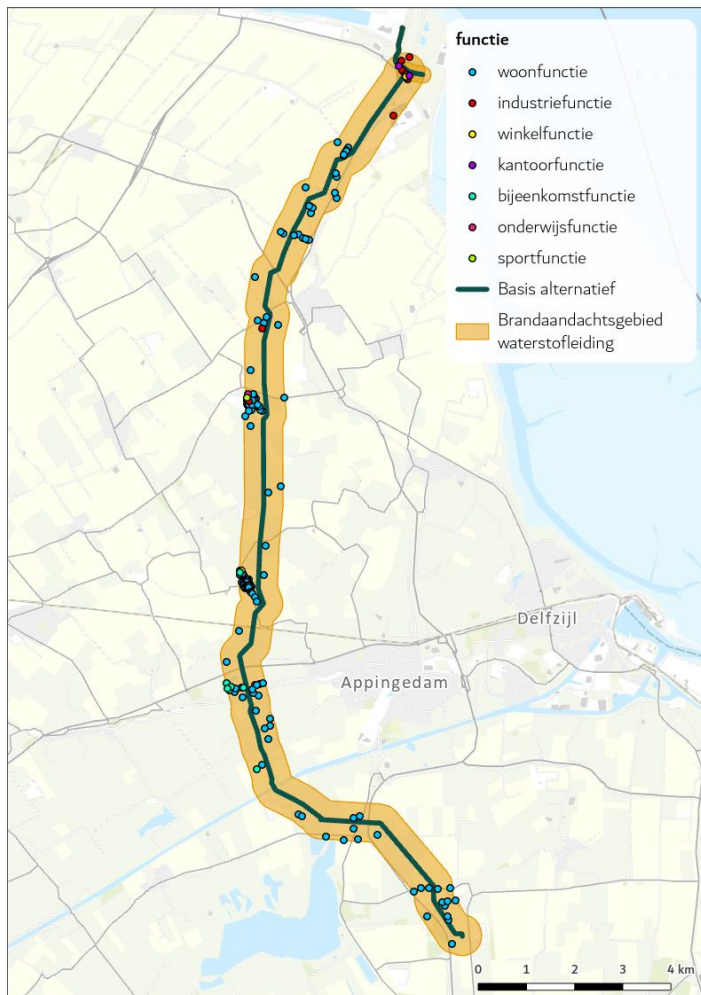 functie
woonfunctie
industriefunctie
winkelfunctie
kantoorfunctie
bijeenkomstfunctie
onderwijsfunctie
sportfunctie
Basis alternatief
Brandaandachtsgebied
waterstofleiding
Delfzijl
Appingedam
0 1 2 3 4 km